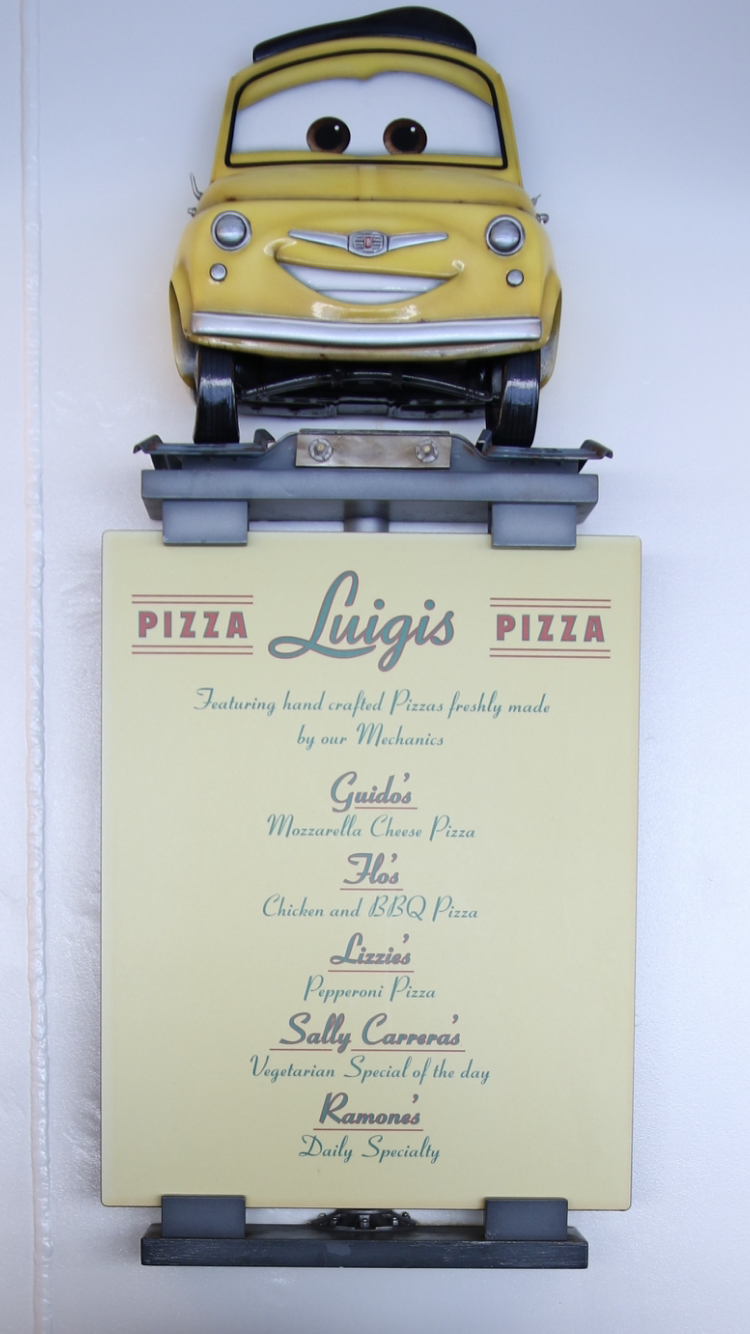 PIZZA Luigis PIZZA
Featuring hand crafted Pizzas freshly made
by our Mechanics
Guido's
Mozzarella Cheese Pizza
Flo's
Chicken and BBQ Pizza
Lizzie's
Pepperoni Pizza
Sally Carrera's
Vegetarian Special of the day
Ramone's
Daily Specialty